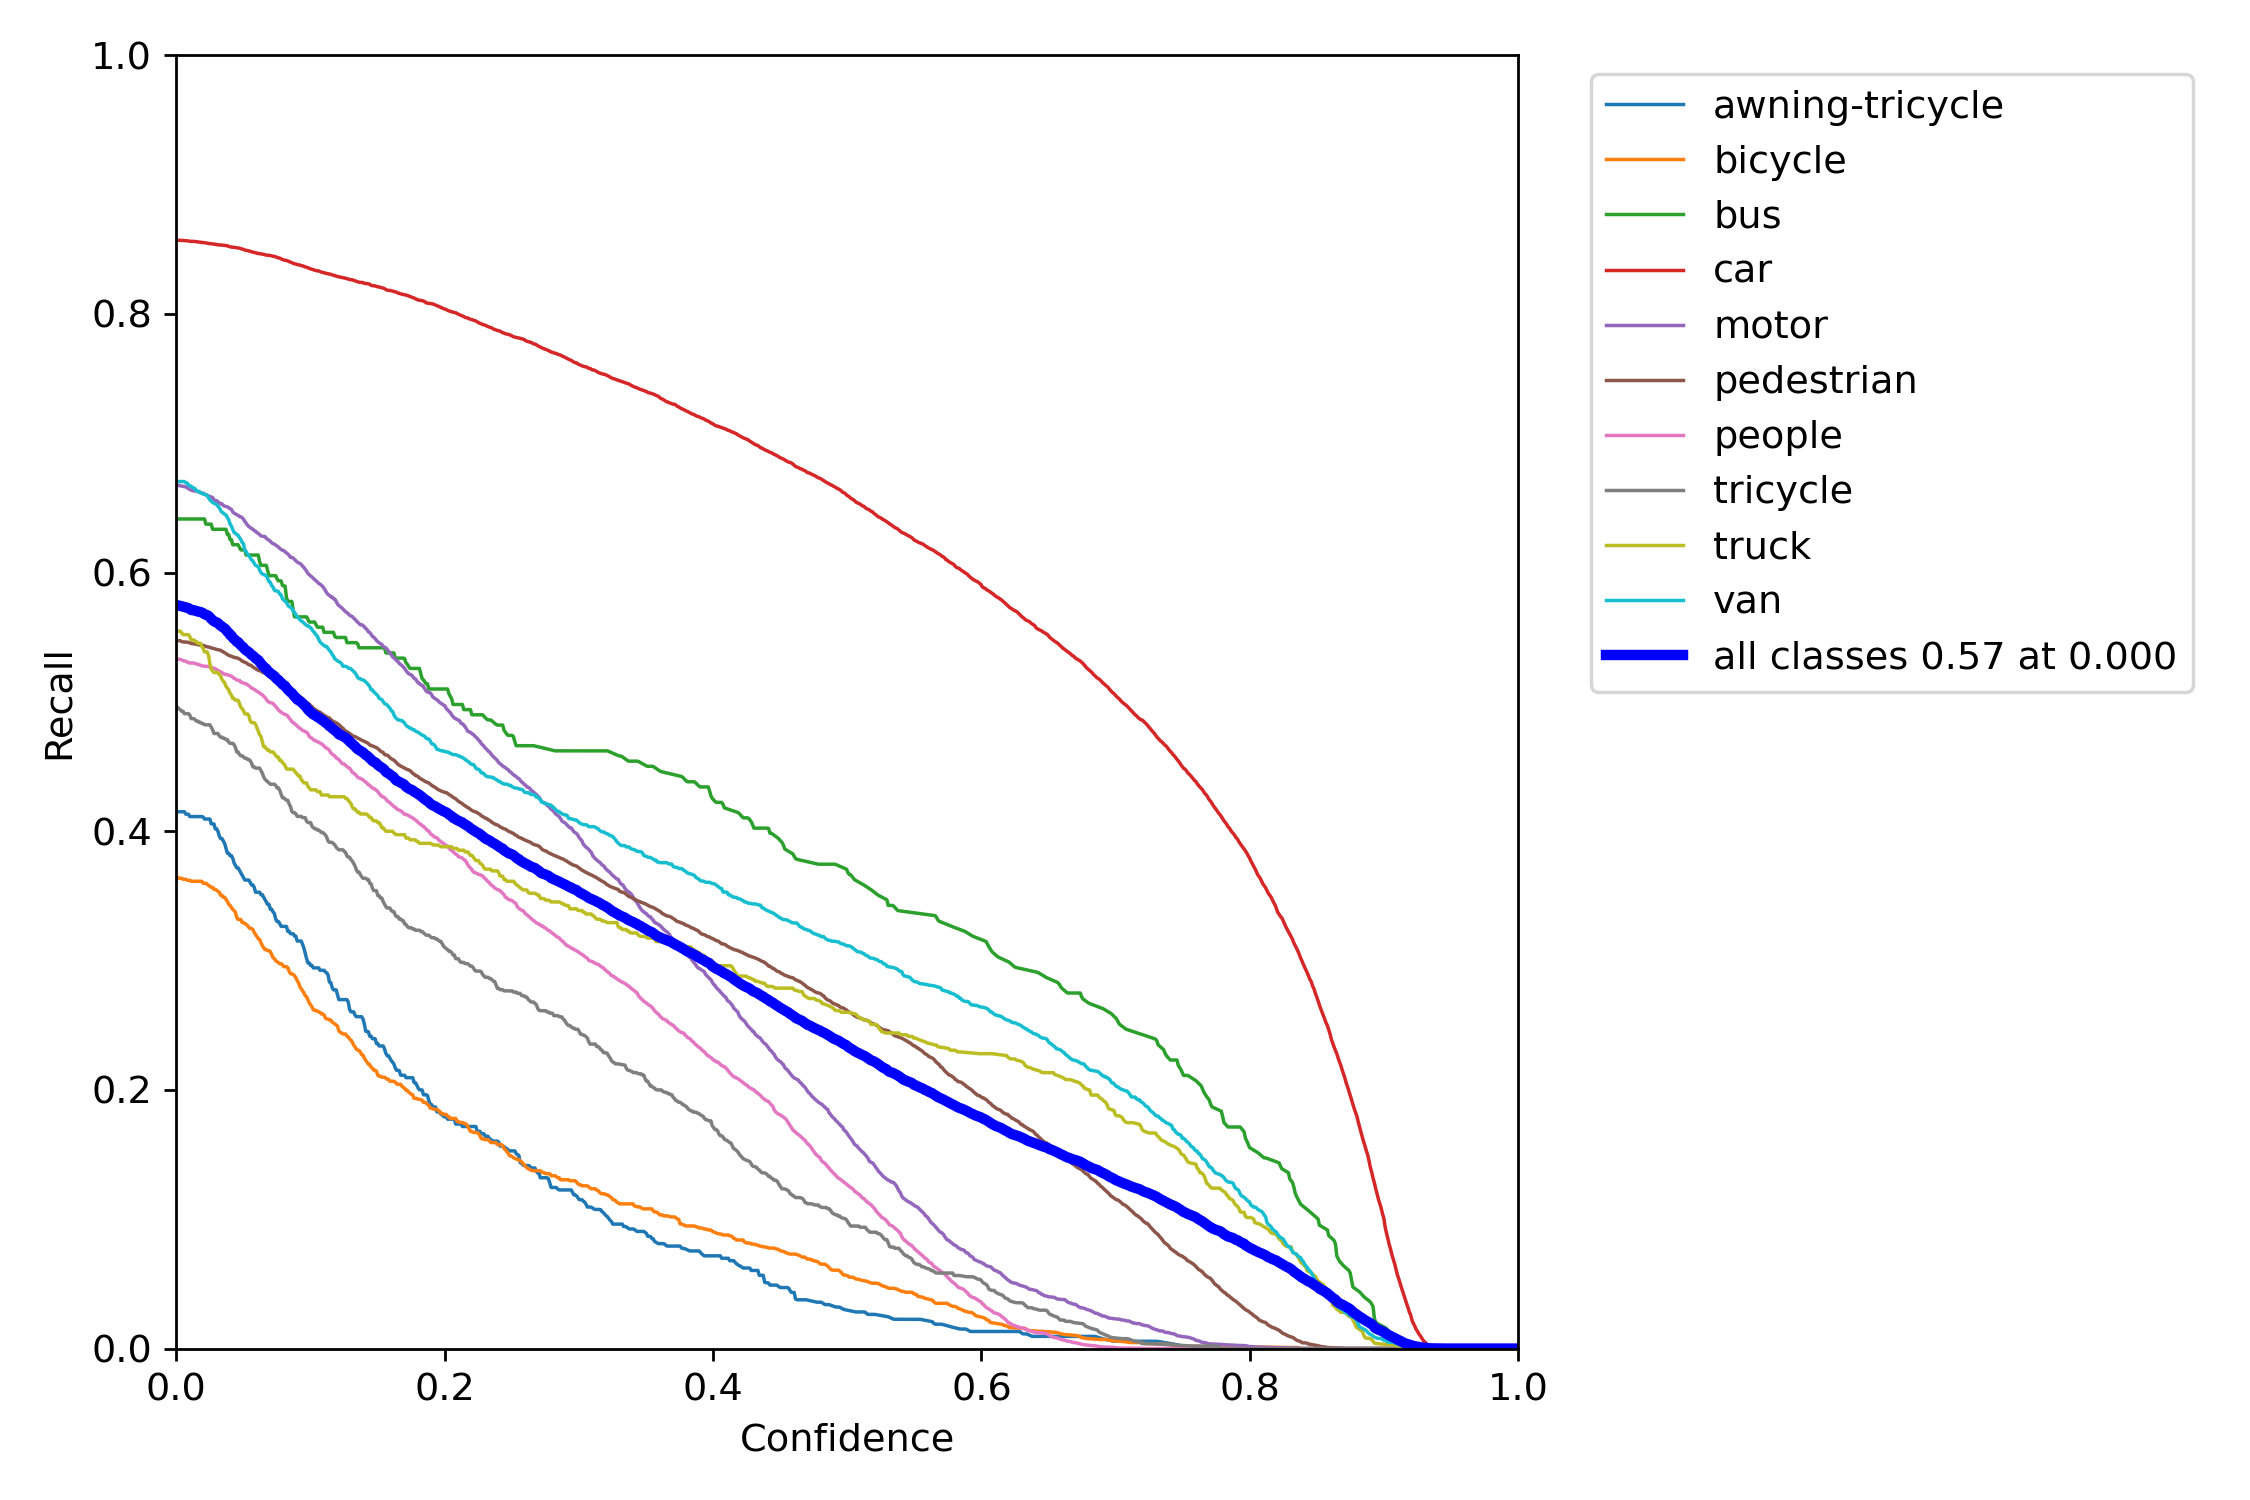 1.0
0.8
0.6
0.4
0.2
0.0
Recall
0.0 0.2 0.4 0.6 0.8 1.0
Confidence
awning-tricycle
bicycle
bus
car
motor
pedestrian
people
tricycle
truck
van
all classes 0.57 at 0.000